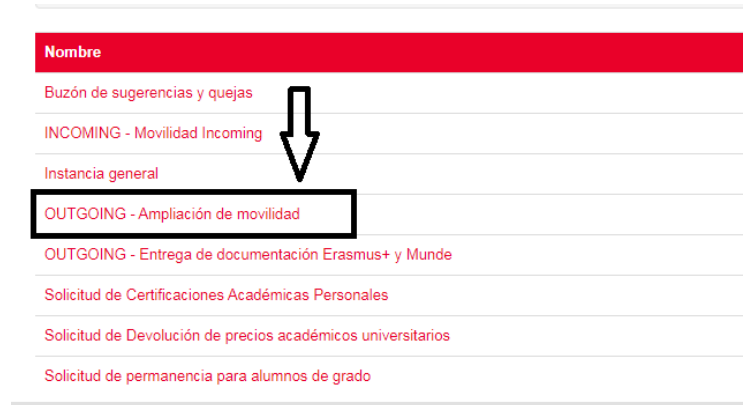 Nombre
Buzón de sugerencias y quejas
INCOMING - Movilidad Incoming
Instancia general
OUTGOING - Ampliación de movilidad
OUTGOING - Entrega de documentación Erasmus+ y Munde
Solicitud de Certificaciones Académicas Personales
Solicitud de Devolución de precios académicos universitarios
Solicitud de permanencia para alumnos de grado